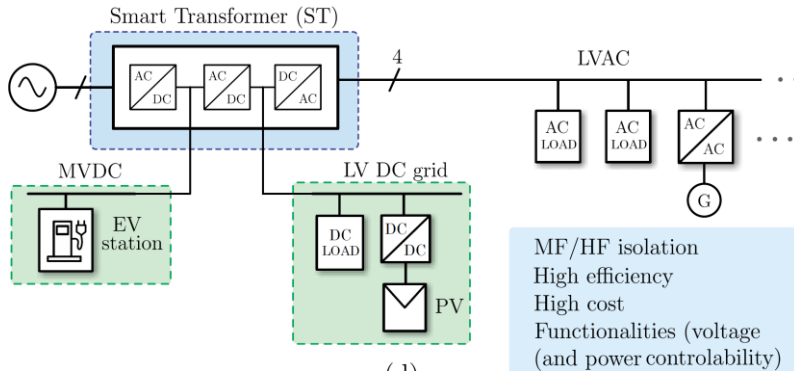 Smart Transformer (ST)
AC
DC
AC
DC
DC
AC
4
LVAC
AC
LOAD
AC
LOAD
AC
AC
G
MVDC
EV
station
LV DC grid
DC
LOAD
DC
DC
PV
MF/HF isolation
High efficiency
High cost
Functionalities (voltage
(and power controlability)